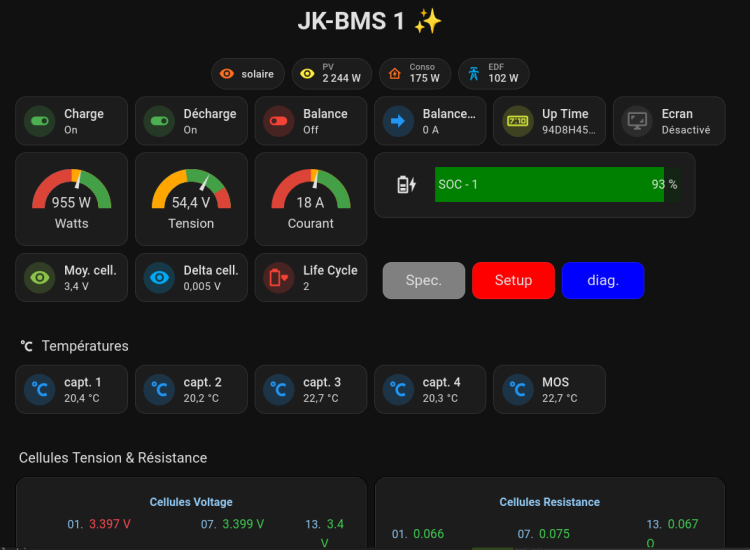 JK-BMS 1 ✨
solaire
PV
2 244 W
Conso
175 W
EDF
102 W
Charge
On
Décharge
On
Balance
Off
Balance…
0 A
Up Time
94D8H45…
Ecran
Désactivé
955 W
Watts
54,4 V
Tension
18 A
Courant
SOC - 1
93 %
Moy. cell.
3,4 V
Delta cell.
0,005 V
Life Cycle
2
Spec.
Setup
diag.
°C Températures
°C
capt. 1
20,4 °C
°C
capt. 2
20,2 °C
°C
capt. 3
22,7 °C
°C
capt. 4
20,3 °C
°C
MOS
22,7 °C
Cellules Tension & Résistance
Cellules Voltage
01. 3.397 V
07. 3.399 V
13. 3.4
V
Cellules Resistance
01. 0.066
07. 0.075
13. 0.067